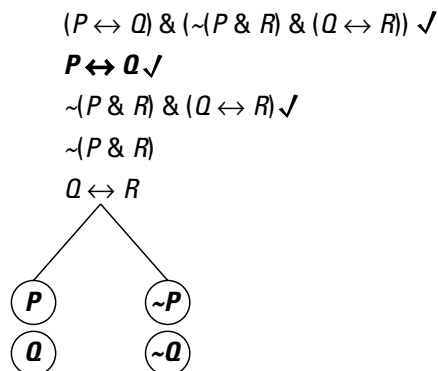 (P ↔ Q) & (~(P & R) & (Q ↔ R)) ✓
P ↔ Q ✓
~(P & R) & (Q ↔ R) ✓
~(P & R)
Q ↔ R
P ~P
Q ~Q